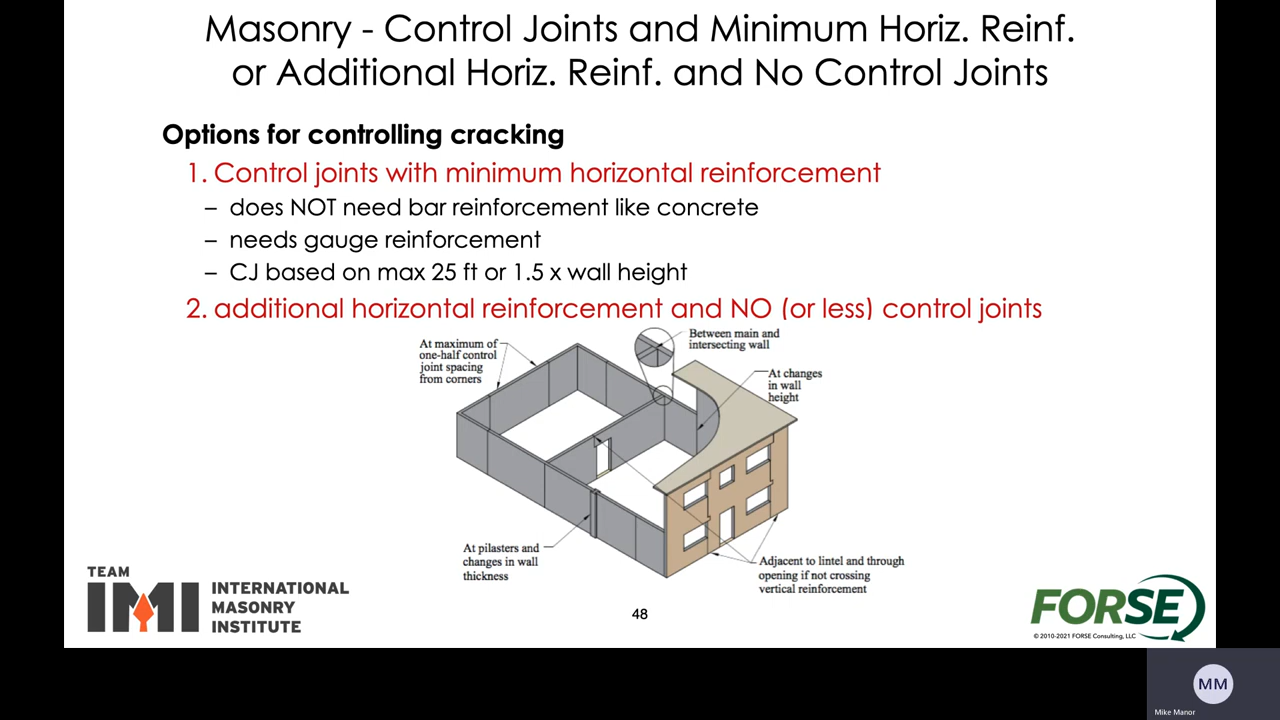 Masonry - Control Joints and Minimum Horiz. Reinf.
or Additional Horiz. Reinf. and No Control Joints
Options for controlling cracking
1. Control joints with minimum horizontal reinforcement
– does NOT need bar reinforcement like concrete
– needs gauge reinforcement
– CJ based on max 25 ft or 1.5 x wall height
2. additional horizontal reinforcement and NO (or less) control joints
At maximum of
one-half control
joint spacing
from corners
Between main and
intersecting wall
At changes
in wall
height
At pilasters and
changes in wall
thickness
Adjacent to lintel and through
opening if not crossing
vertical reinforcement
TEAM
IMI
INTERNATIONAL
MASONRY
INSTITUTE
48
FORSE
© 2010-2021 FORSE Consulting, LLC
MM
Mike Manor